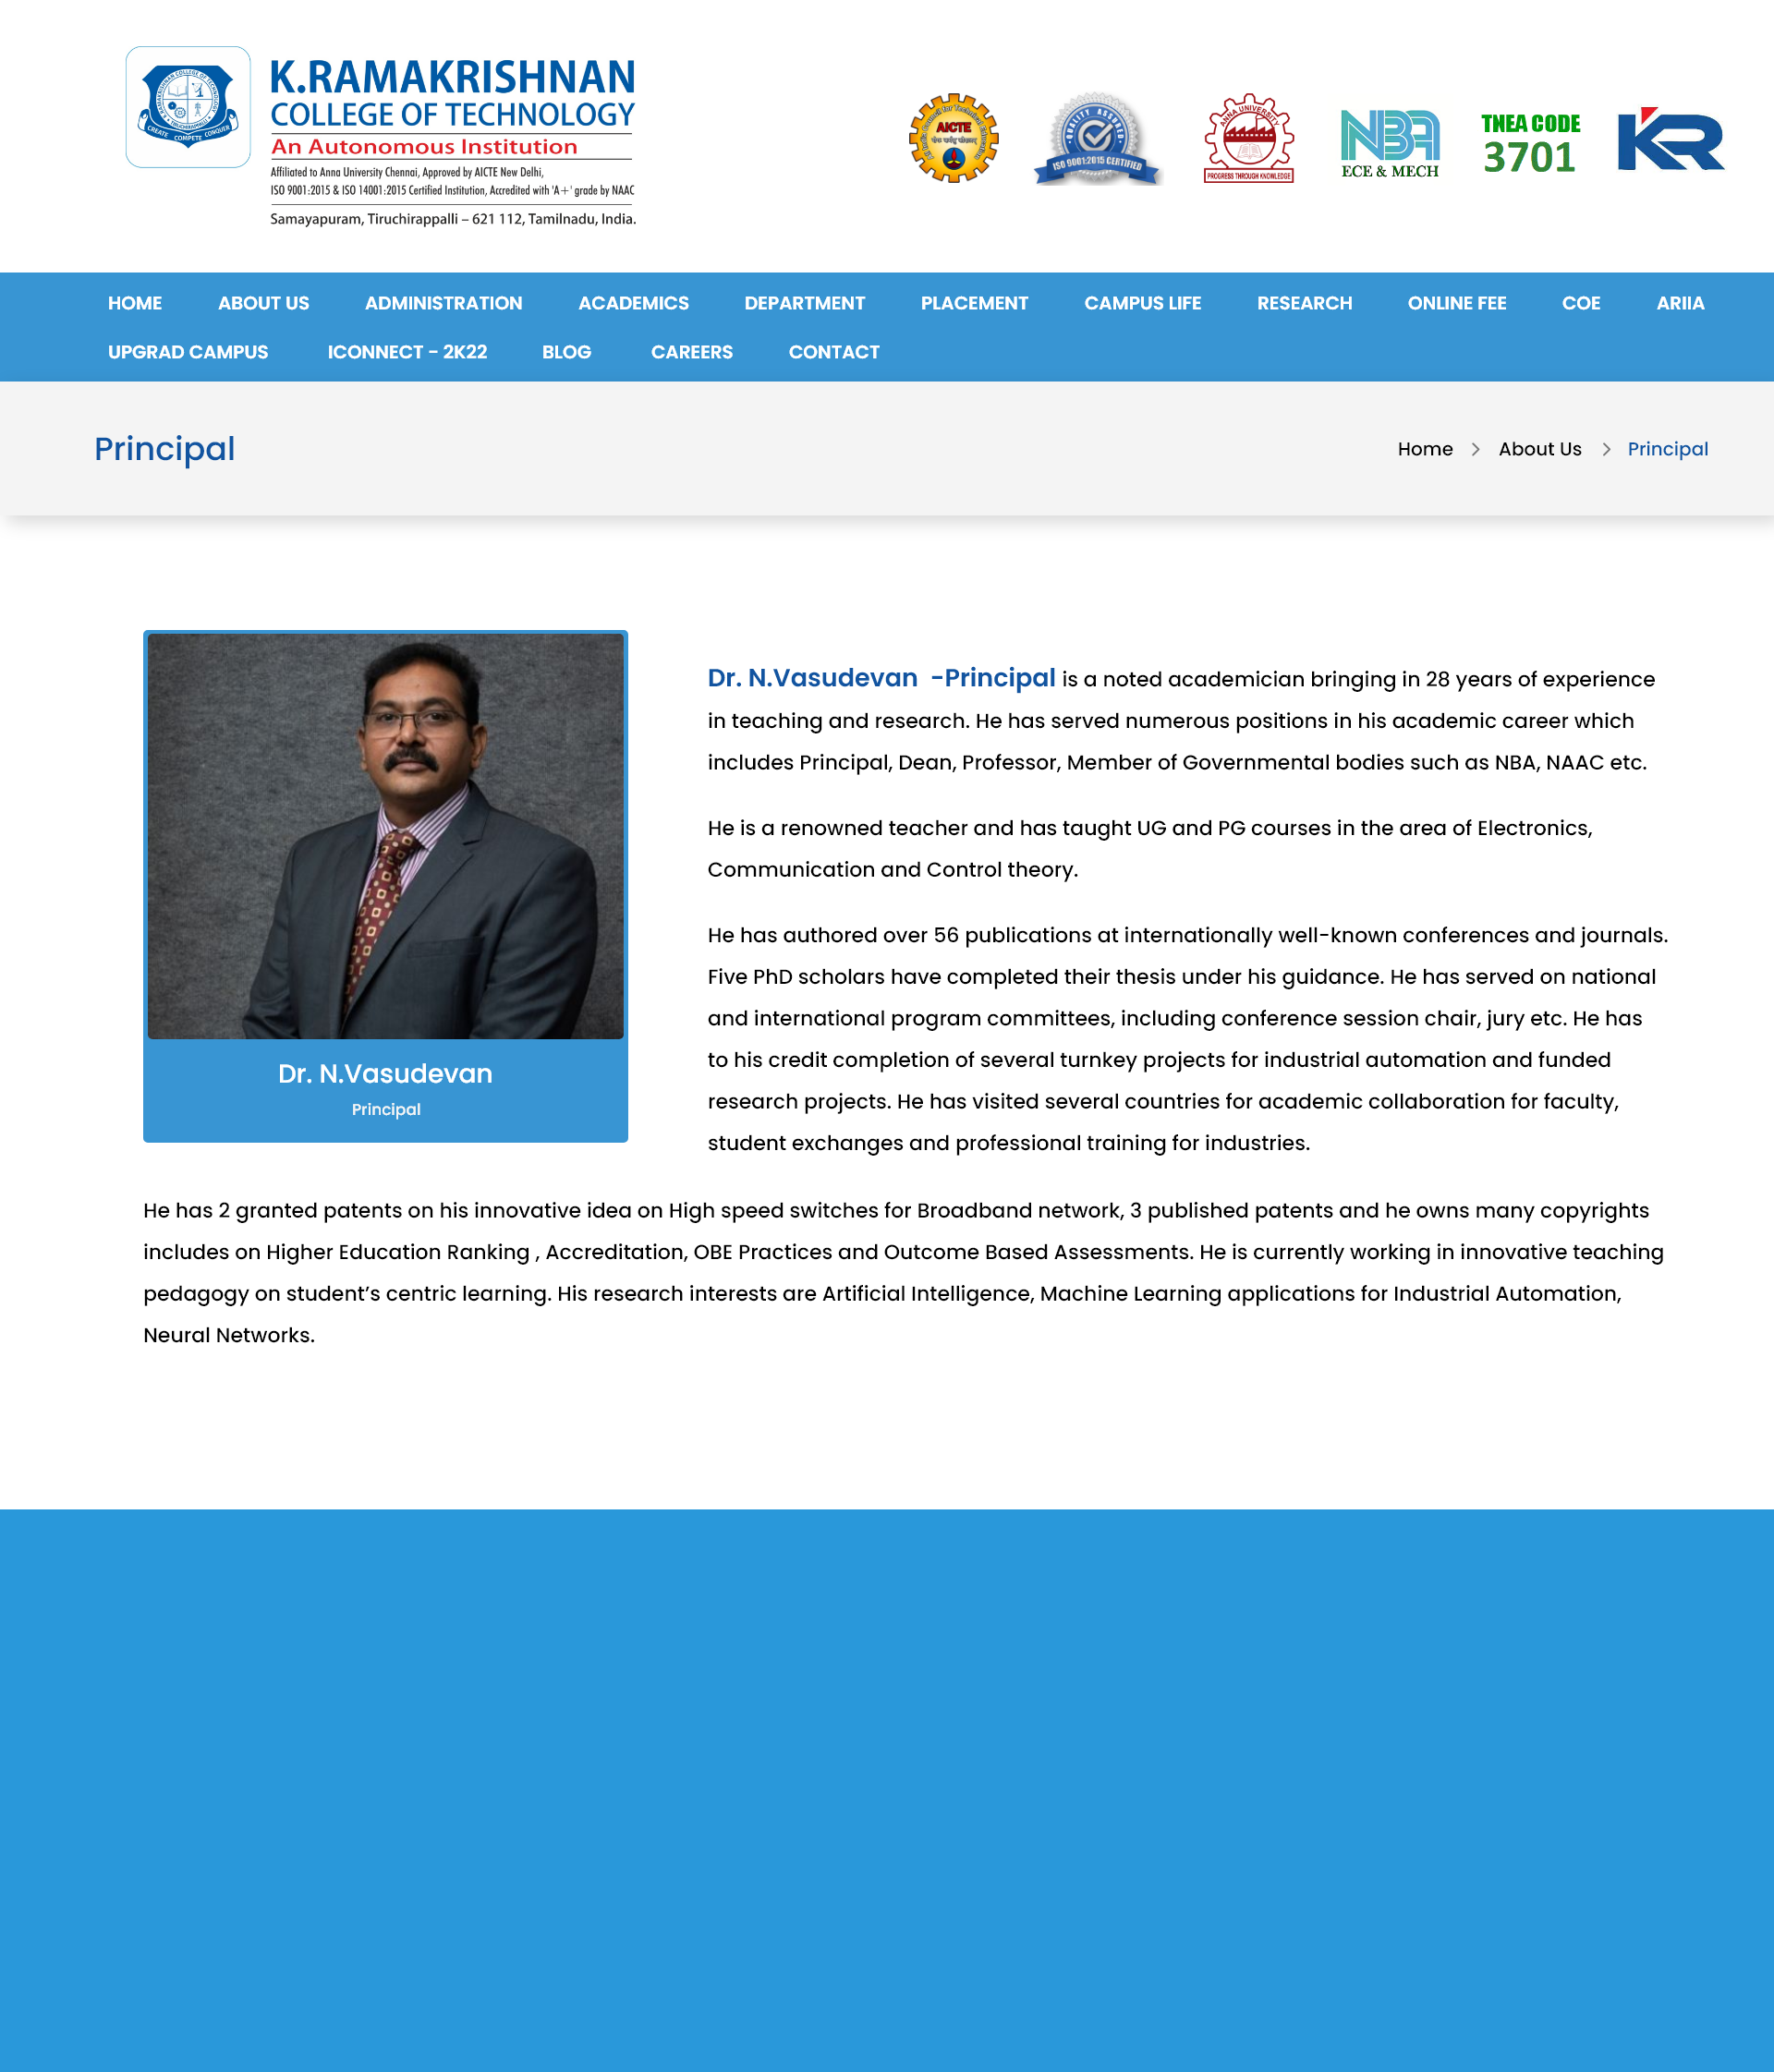 K.RAMAKRISHNAN
COLLEGE OF TECHNOLOGY
An Autonomous Institution
Affiliated to Anna University Chennai, Approved by AICTE New Delhi,
ISO 9001:2015 & ISO 14001:2015 Certified Institution, Accredited with 'A+' grade by NAAC
Samayapuram, Tiruchirappalli – 621 112, Tamilnadu, India.
CREATE COMPETE CONQUER
AICTE
QUALITY ASSURED
ISO 9001:2015 CERTIFIED
ANNA UNIVERSITY
PROGRESS THROUGH KNOWLEDGE
NBA
ECE & MECH
TNEA CODE
3701
KR
HOME ABOUT US ADMINISTRATION ACADEMICS DEPARTMENT PLACEMENT CAMPUS LIFE RESEARCH ONLINE FEE COE ARIIA
UPGRAD CAMPUS ICONNECT - 2K22 BLOG CAREERS CONTACT
Principal
Home > About Us > Principal
Dr. N.Vasudevan
Principal
Dr. N.Vasudevan -Principal is a noted academician bringing in 28 years of experience
in teaching and research. He has served numerous positions in his academic career which
includes Principal, Dean, Professor, Member of Governmental bodies such as NBA, NAAC etc.
He is a renowned teacher and has taught UG and PG courses in the area of Electronics,
Communication and Control theory.
He has authored over 56 publications at internationally well-known conferences and journals.
Five PhD scholars have completed their thesis under his guidance. He has served on national
and international program committees, including conference session chair, jury etc. He has
to his credit completion of several turnkey projects for industrial automation and funded
research projects. He has visited several countries for academic collaboration for faculty,
student exchanges and professional training for industries.
He has 2 granted patents on his innovative idea on High speed switches for Broadband network, 3 published patents and he owns many copyrights
includes on Higher Education Ranking , Accreditation, OBE Practices and Outcome Based Assessments. He is currently working in innovative teaching
pedagogy on student’s centric learning. His research interests are Artificial Intelligence, Machine Learning applications for Industrial Automation,
Neural Networks.